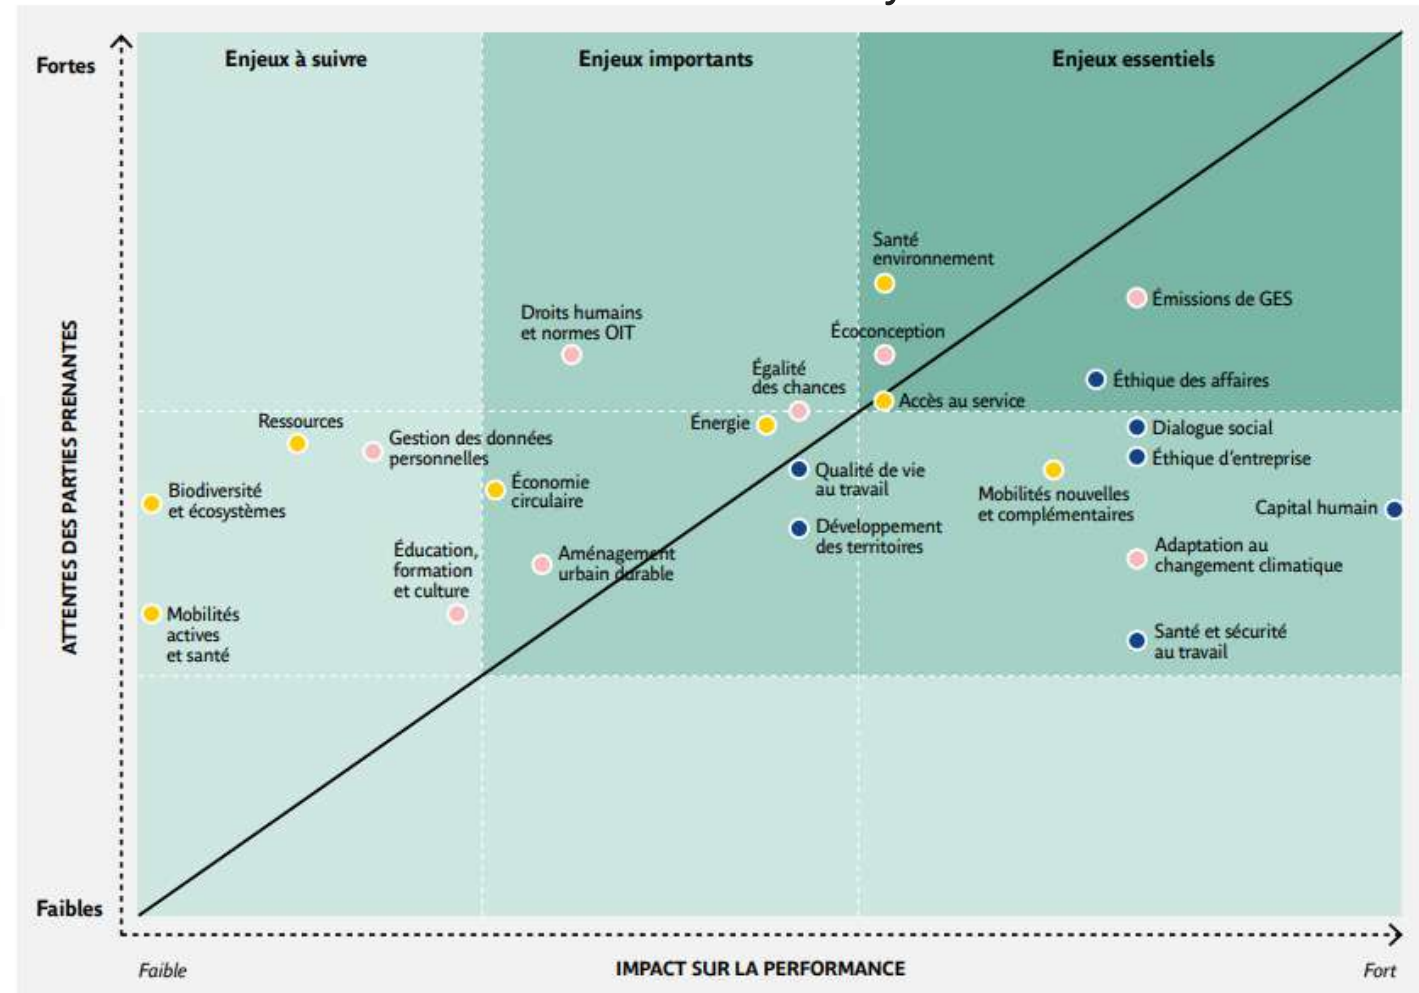 Fortes
Enjeux à suivre
Enjeux importants
Enjeux essentiels
Santé
environnement
Émissions de GES
Droits humains
et normes OIT
Écoconception
Égalité
des chances
Éthique des affaires
Accès au service
Ressources
Énergie
Dialogue social
Gestion des données
personnelles
Éthique d'entreprise
Qualité de vie
au travail
Économie
circulaire
Biodiversité
et écosystèmes
Mobilités nouvelles
et complémentaires
Capital humain
Développement
des territoires
Éducation,
formation
et culture
Aménagement
urbain durable
Adaptation au
changement climatique
Mobilités
actives
et santé
Santé et sécurité
au travail
ATTENTES DES PARTIES PRENANTES
Faibles
Faible
IMPACT SUR LA PERFORMANCE
Fort